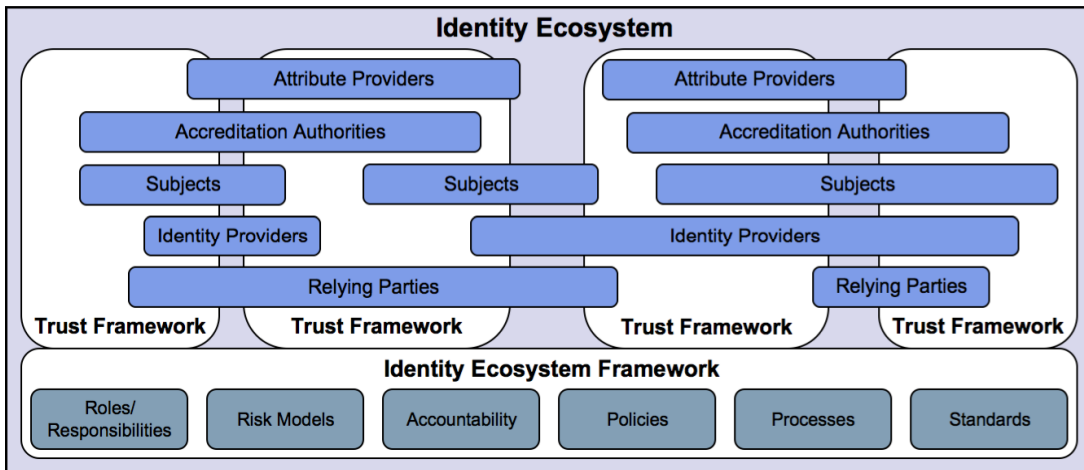 Identity Ecosystem
Attribute Providers
Attribute Providers
Accreditation Authorities
Accreditation Authorities
Subjects
Subjects
Subjects
Identity Providers
Identity Providers
Relying Parties
Relying Parties
Trust Framework
Trust Framework
Trust Framework
Trust Framework
Identity Ecosystem Framework
Roles/
Responsibilities
Risk Models
Accountability
Policies
Processes
Standards